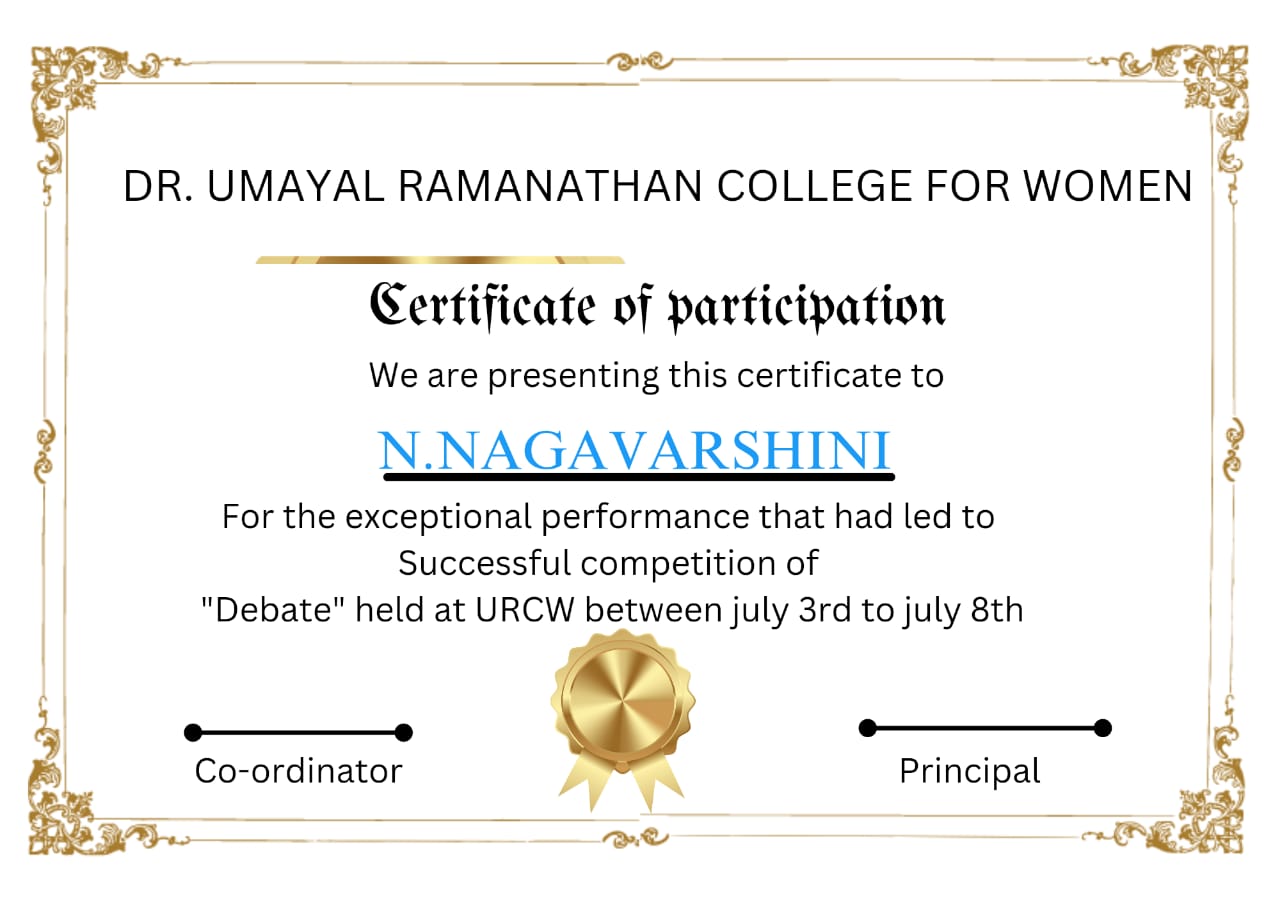 DR. UMAYAL RAMANATHAN COLLEGE FOR WOMEN
Certificate of participation
We are presenting this certificate to
N.NAGAVARSHINI
For the exceptional performance that had led to
Successful competition of
"Debate" held at URCW between july 3rd to july 8th
Co-ordinator
Principal